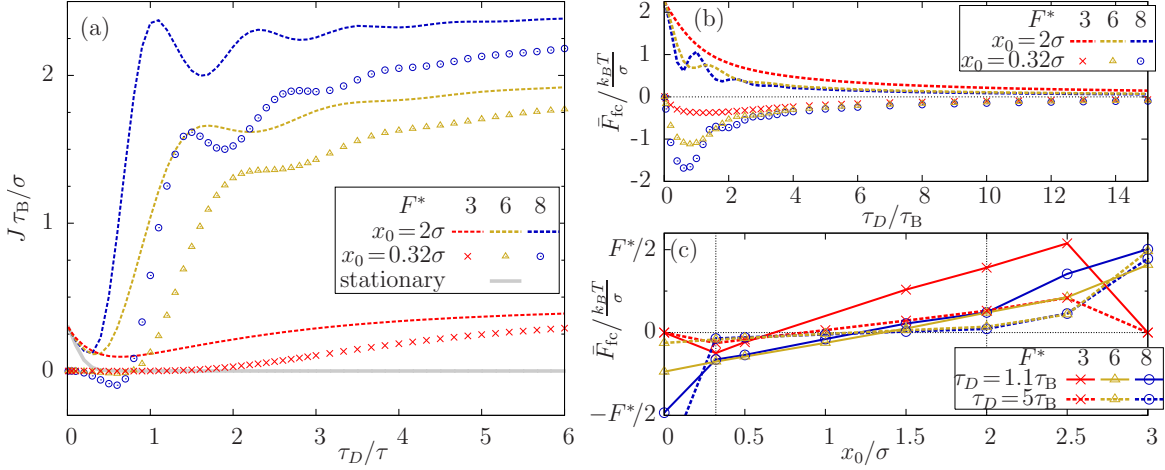 (a)
J τ_B/σ
2
1
0
0
1
2
3
4
5
6
τ_D/τ
F* 3 6 8
x_0=2σ
x_0=0.32σ
stationary
(b)
F̄_fc/ k_BT/σ
2
1
0
-1
-2
0
2
4
6
8
10
12
14
τ_D/τ_B
F* 3 6 8
x_0=2σ
x_0=0.32σ
(c)
F̄_fc/ k_BT/σ
F*/2
0
−F*/2
0
0.5
1
1.5
2
2.5
3
x_0/σ
F* 3 6 8
τ_D=1.1τ_B
τ_D=5τ_B